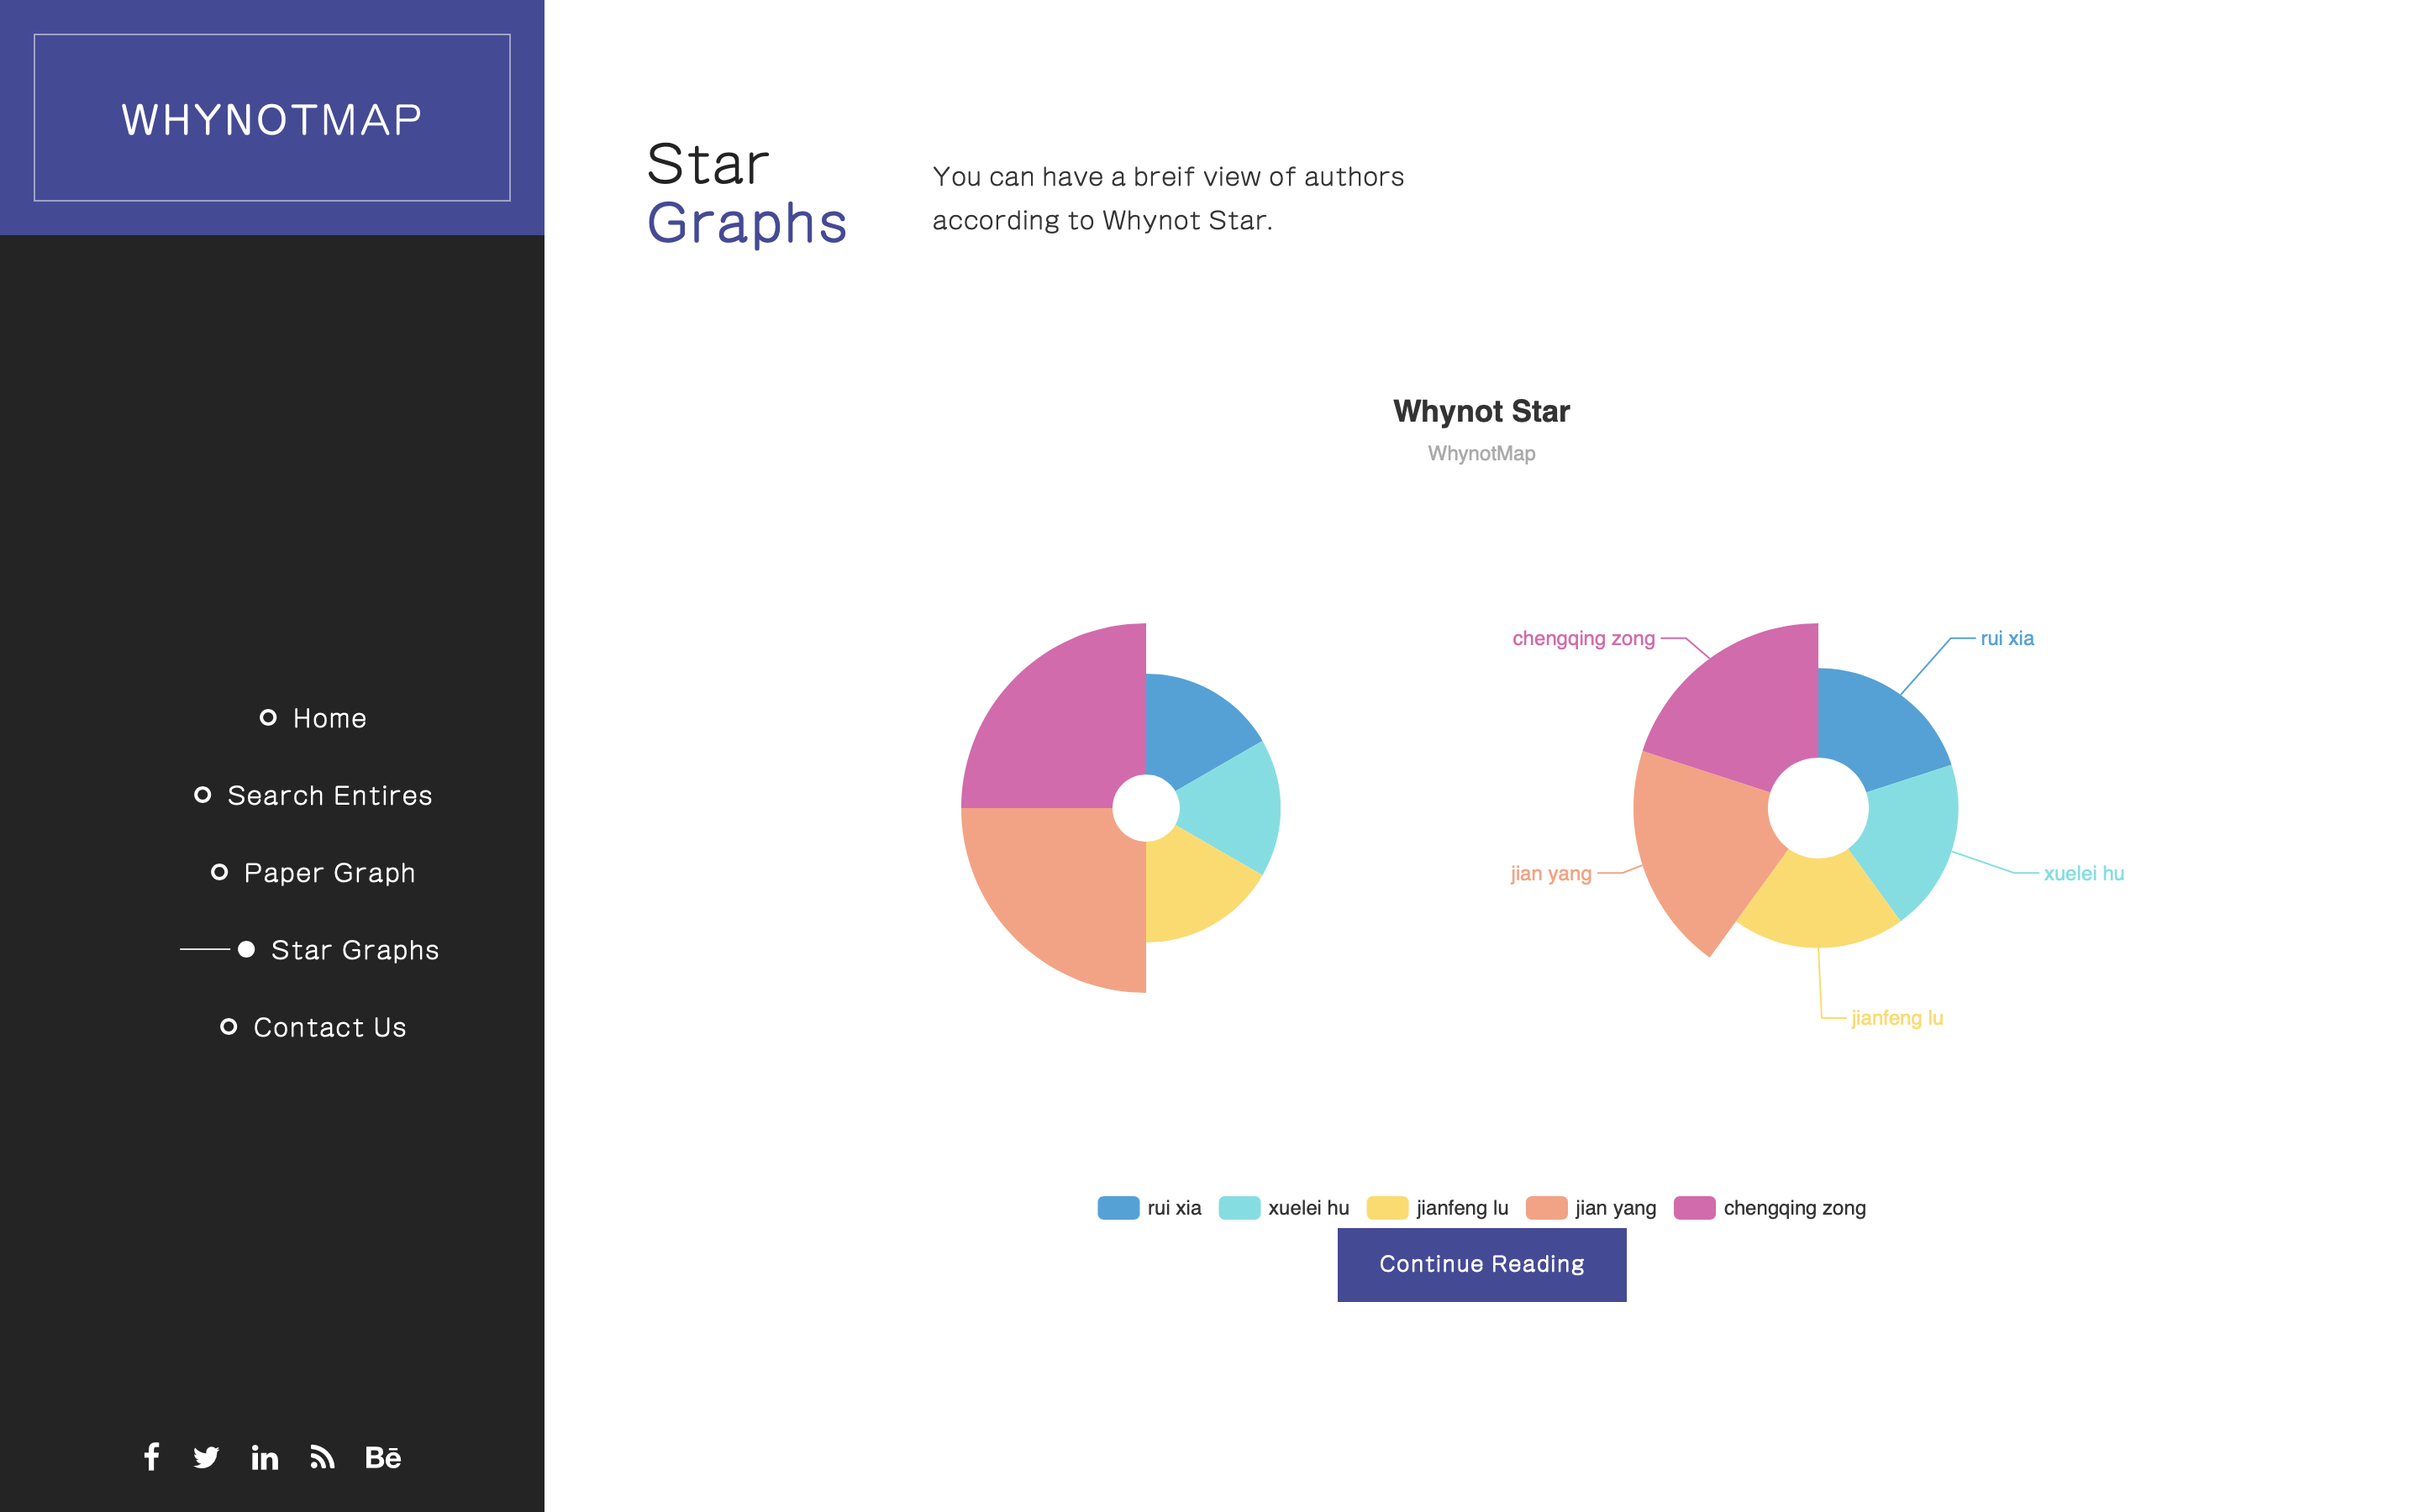 WHYNOTMAP
Home
Search Entires
Paper Graph
Star Graphs
Contact Us
Star
Graphs
You can have a breif view of authors
according to Whynot Star.
Whynot Star
WhynotMap
chengqing zong
rui xia
jian yang
xuelei hu
jianfeng lu
rui xia xuelei hu jianfeng lu jian yang chengqing zong
Continue Reading
f in Bē